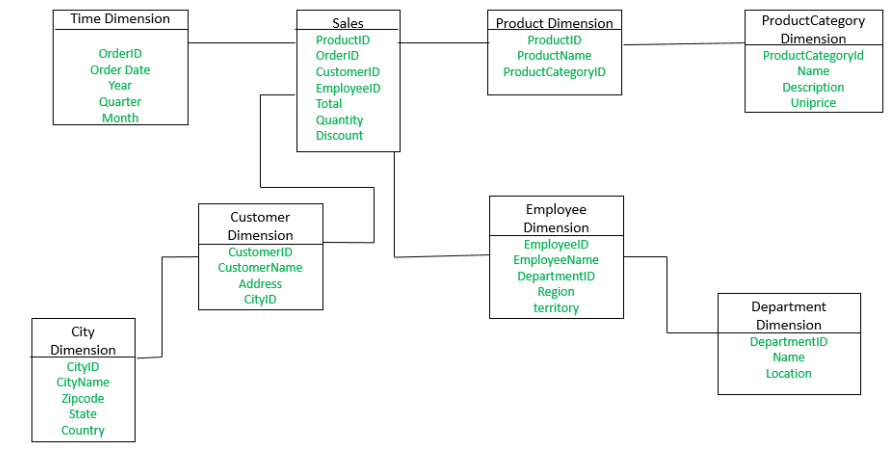 Time Dimension
OrderID
Order Date
Year
Quarter
Month
Sales
ProductID
OrderID
CustomerID
EmployeeID
Total
Quantity
Discount
Product Dimension
ProductID
ProductName
ProductCategoryID
ProductCategory
Dimension
ProductCategoryId
Name
Description
Uniprice
Customer
Dimension
CustomerID
CustomerName
Address
CityID
Employee
Dimension
EmployeeID
EmployeeName
DepartmentID
Region
territory
City
Dimension
CityID
CityName
Zipcode
State
Country
Department
Dimension
DepartmentID
Name
Location